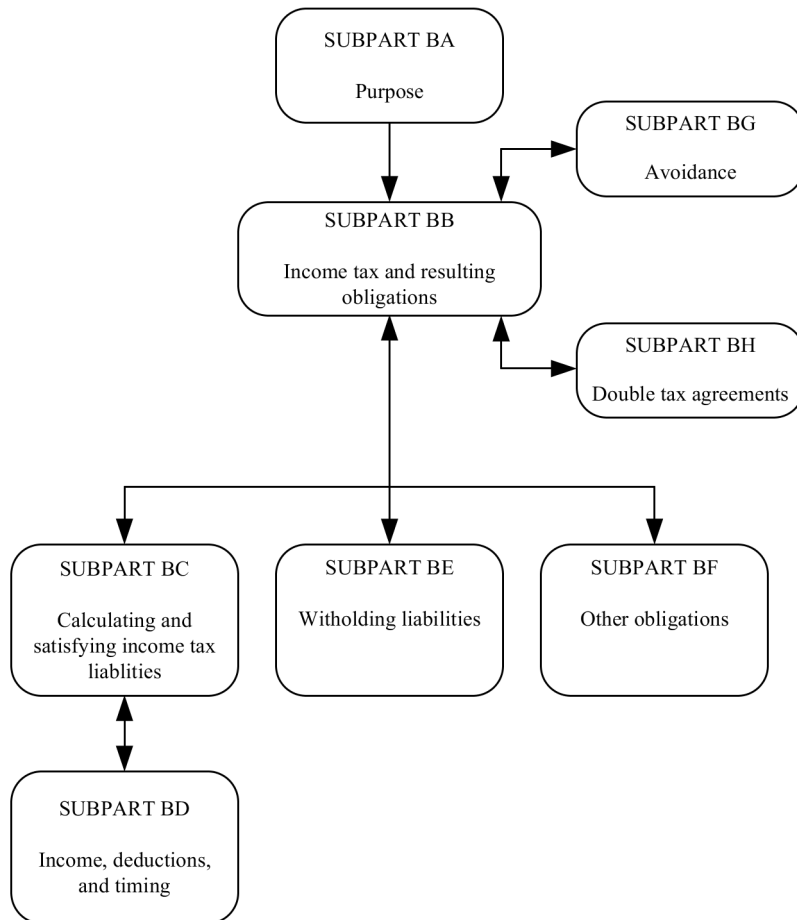 SUBPART BA
Purpose
SUBPART BG
Avoidance
SUBPART BB
Income tax and resulting
obligations
SUBPART BH
Double tax agreements
SUBPART BC
Calculating and
satisfying income tax
liablities
SUBPART BE
Witholding liabilities
SUBPART BF
Other obligations
SUBPART BD
Income, deductions,
and timing